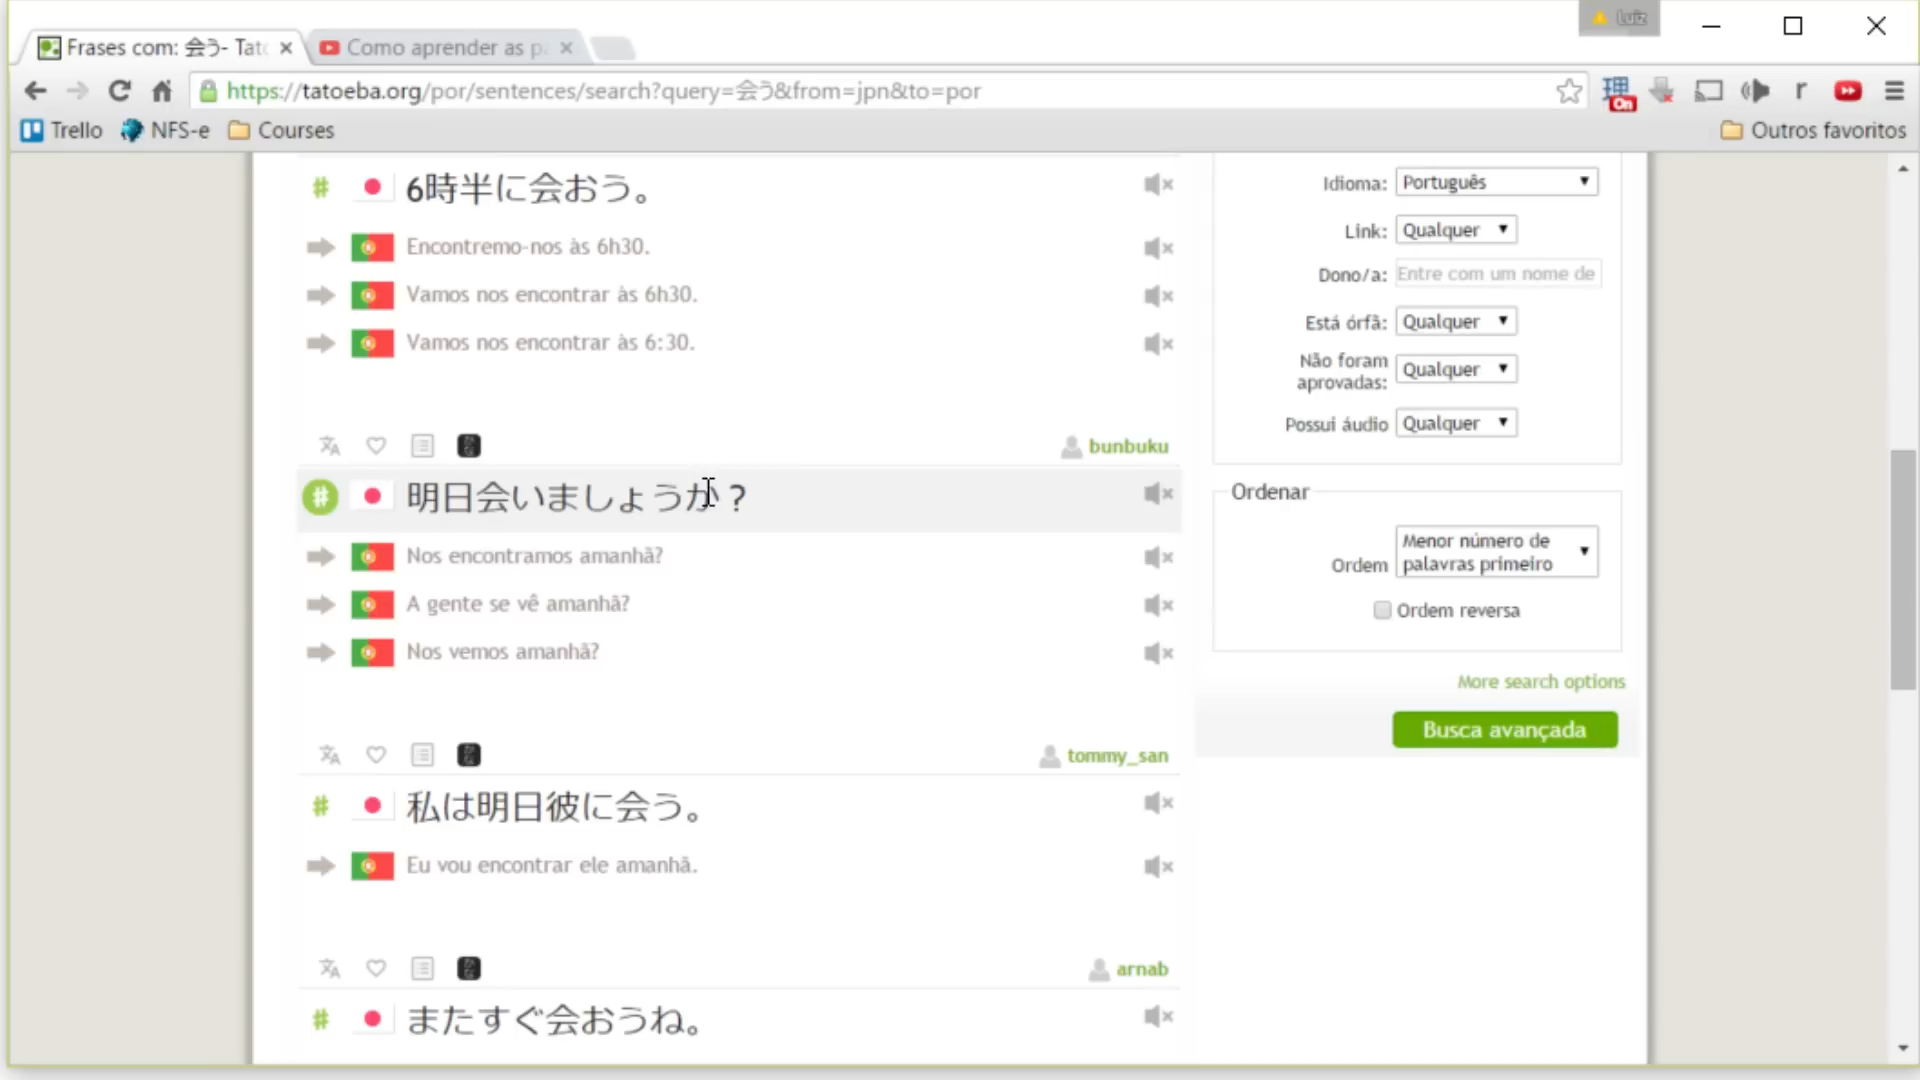 Luiz
Frases com: 会う- Tato
Como aprender as p
https://tatoeba.org/por/sentences/search?query=会う&from=jpn&to=por
理
On
r
Trello NFS-e Courses Outros favoritos
# 6時半に会おう。
Encontremo-nos às 6h30.
Vamos nos encontrar às 6h30.
Vamos nos encontrar às 6:30.
bunbuku
# 明日会いましょうか？
Nos encontramos amanhã?
A gente se vê amanhã?
Nos vemos amanhã?
tommy_san
# 私は明日彼に会う。
Eu vou encontrar ele amanhã.
arnab
# またすぐ会おうね。
Idioma: Português
Link: Qualquer
Dono/a: Entre com um nome de
Está órfã: Qualquer
Não foram
aprovadas: Qualquer
Possui áudio Qualquer
Ordenar
Ordem Menor número de
palavras primeiro
Ordem reversa
More search options
Busca avançada